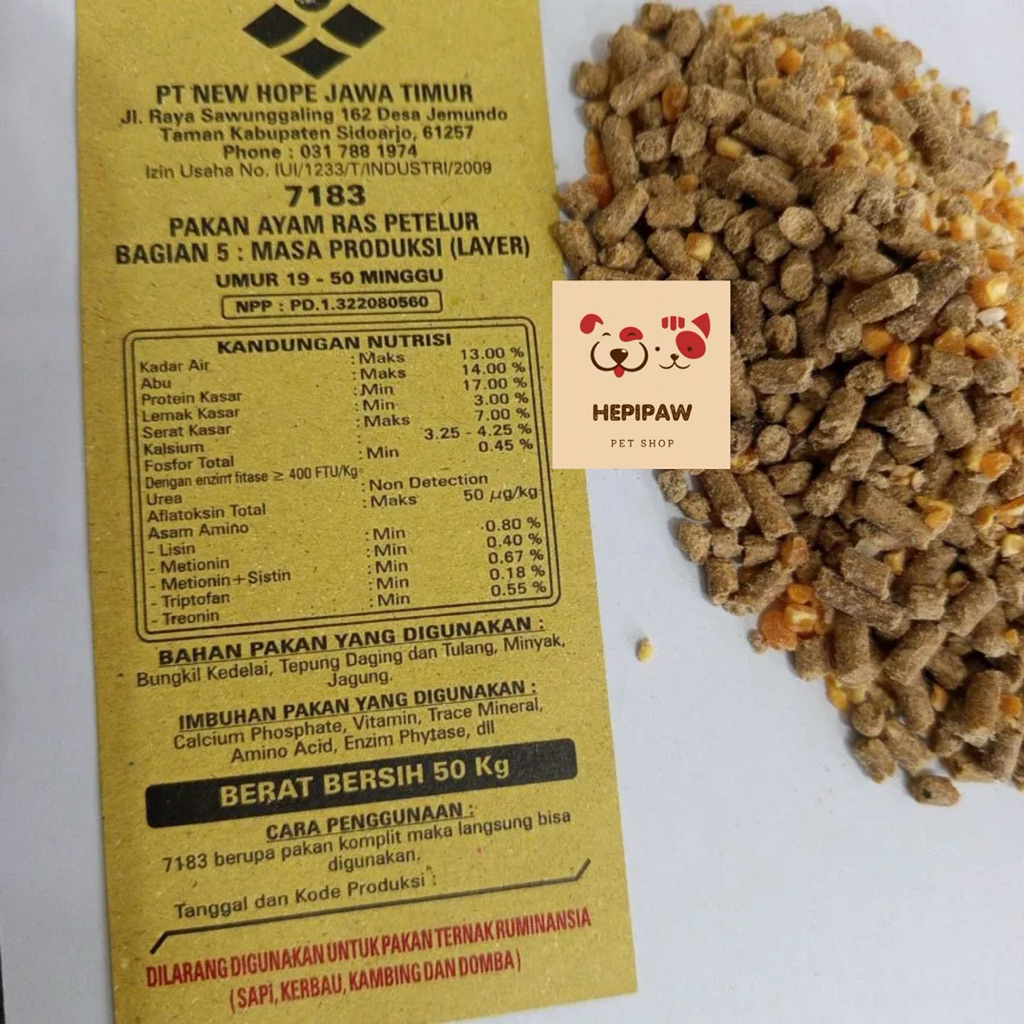 PT NEW HOPE JAWA TIMUR
Jl. Raya Sawunggaling 162 Desa Jemundo
Taman Kabupaten Sidoarjo, 61257
Phone : 031 788 1974
Izin Usaha No. IUI/1233/T/INDUSTRI/2009
7183
PAKAN AYAM RAS PETELUR
BAGIAN 5 : MASA PRODUKSI (LAYER)
UMUR 19 - 50 MINGGU
NPP : PD.1.322080560
KANDUNGAN NUTRISI
Kadar Air : Maks 13.00 %
Abu : Maks 14.00 %
Protein Kasar : Min 17.00 %
Lemak Kasar : Min 3.00 %
Serat Kasar : Maks 7.00 %
Kalsium : 3.25 - 4.25 %
Fosfor Total : Min 0.45 %
Dengan enzim fitase ≥ 400 FTU/Kg
Urea : Non Detection
Aflatoksin Total : Maks 50 µg/kg
Asam Amino
- Lisin : Min 0.80 %
- Metionin : Min 0.40 %
- Metionin+Sistin : Min 0.67 %
- Triptofan : Min 0.18 %
- Treonin : Min 0.55 %
BAHAN PAKAN YANG DIGUNAKAN :
Bungkil Kedelai, Tepung Daging dan Tulang, Minyak,
Jagung.
IMBUHAN PAKAN YANG DIGUNAKAN :
Calcium Phosphate, Vitamin, Trace Mineral,
Amino Acid, Enzim Phytase, dll
BERAT BERSIH 50 Kg
CARA PENGGUNAAN :
7183 berupa pakan komplit maka langsung bisa
digunakan.
Tanggal dan Kode Produksi :
DILARANG DIGUNAKAN UNTUK PAKAN TERNAK RUMINANSIA
( SAPI, KERBAU, KAMBING DAN DOMBA )
HEPIPAW
PET SHOP